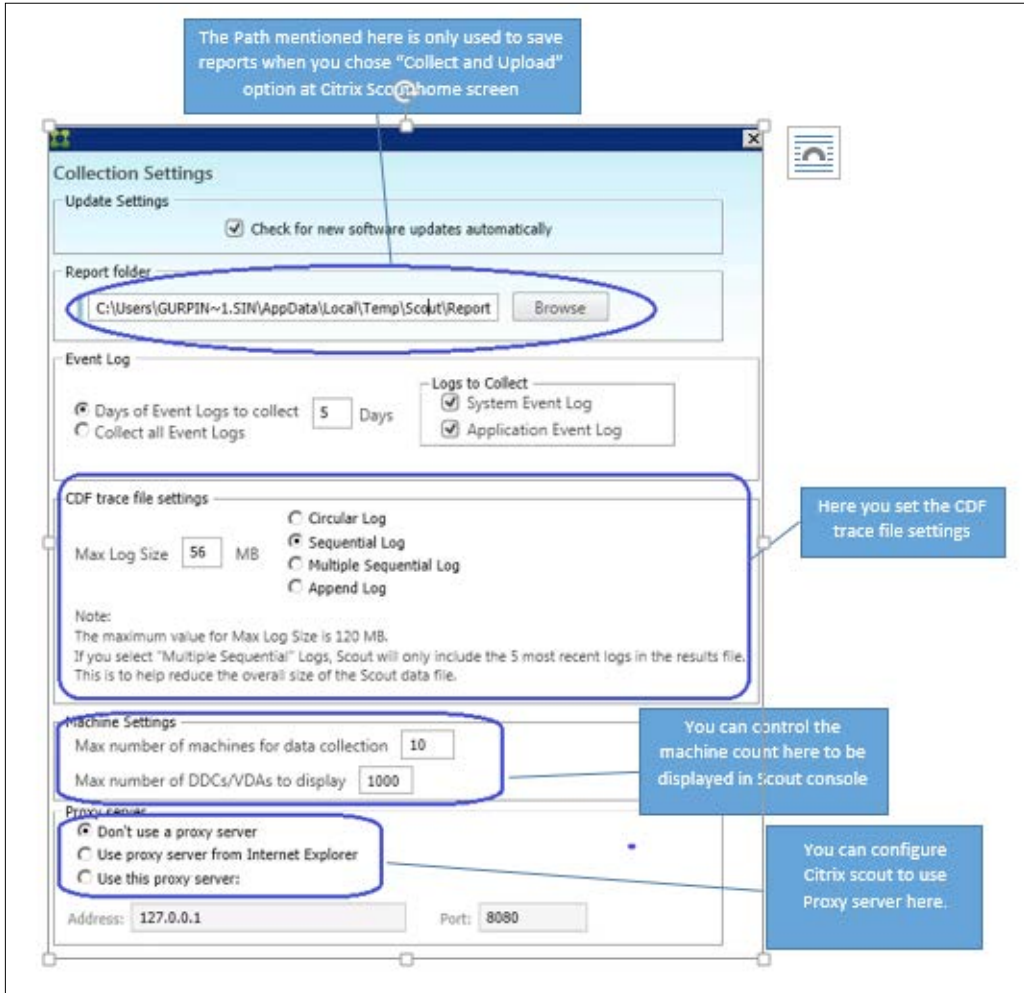 The Path mentioned here is only used to save
reports when you chose “Collect and Upload”
option at Citrix Scout home screen
Collection Settings
Update Settings
Check for new software updates automatically
Report folder
C:\Users\GURPIN~1.SIN\AppData\Local\Temp\Scout\Report
Browse
Event Log
Days of Event Logs to collect 5 Days
Collect all Event Logs
Logs to Collect
System Event Log
Application Event Log
CDF trace file settings
Max Log Size 56 MB
Circular Log
Sequential Log
Multiple Sequential Log
Append Log
Note:
The maximum value for Max Log Size is 120 MB.
If you select "Multiple Sequential" Logs, Scout will only include the 5 most recent logs in the results file.
This is to help reduce the overall size of the Scout data file.
Here you set the CDF
trace file settings
Machine Settings
Max number of machines for data collection 10
Max number of DDCs/VDAs to display 1000
You can control the
machine count here to be
displayed in Scout console
Proxy server
Don't use a proxy server
Use proxy server from Internet Explorer
Use this proxy server:
Address: 127.0.0.1 Port: 8080
You can configure
Citrix scout to use
Proxy server here.